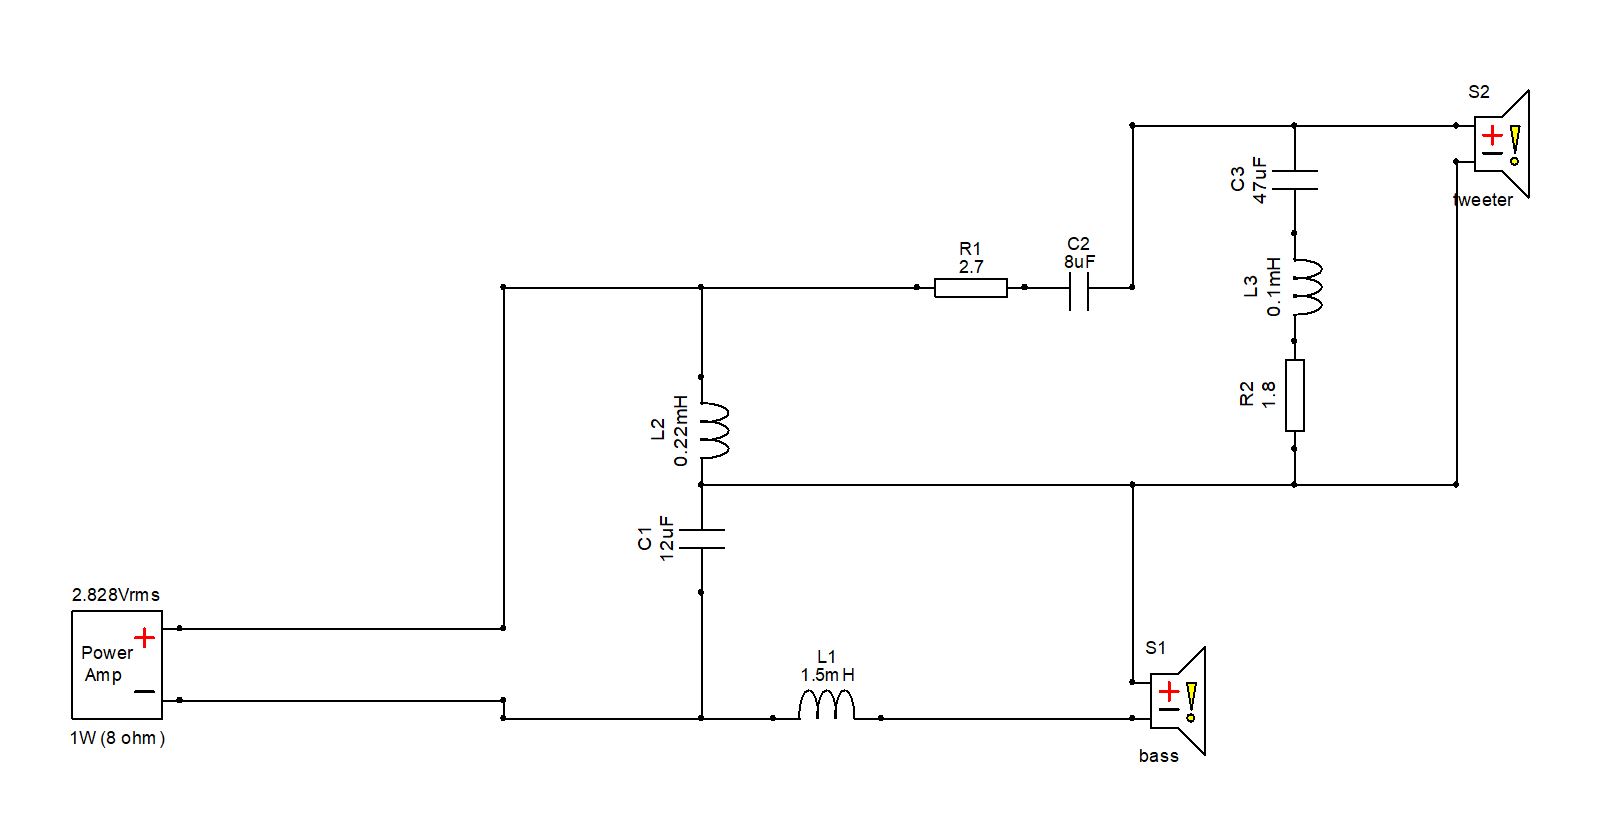 S2
tweeter
C3
47uF
R1
2.7
C2
8uF
L3
0.1mH
R2
1.8
L2
0.22mH
C1
12uF
2.828Vrms
Power
Amp
1W (8 ohm)
L1
1.5mH
S1
bass